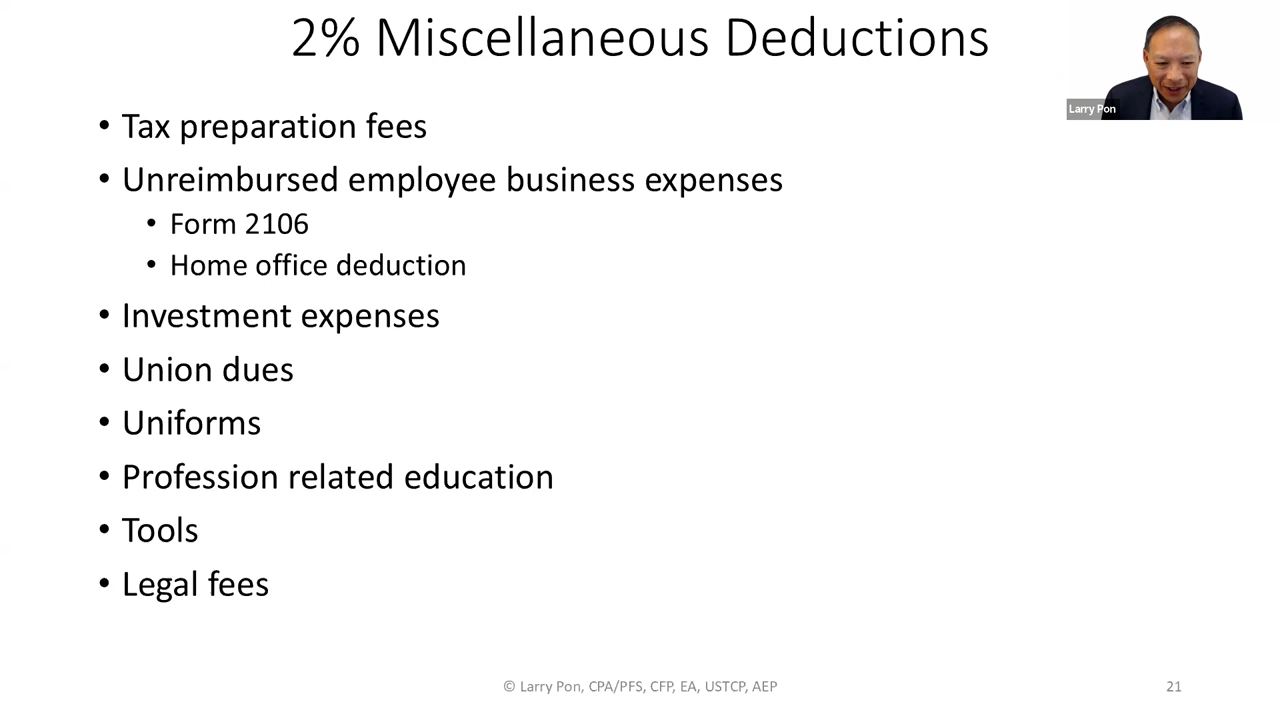 2% Miscellaneous Deductions
Larry Pon
• Tax preparation fees
• Unreimbursed employee business expenses
• Form 2106
• Home office deduction
• Investment expenses
• Union dues
• Uniforms
• Profession related education
• Tools
• Legal fees
© Larry Pon, CPA/PFS, CFP, EA, USTCP, AEP
21